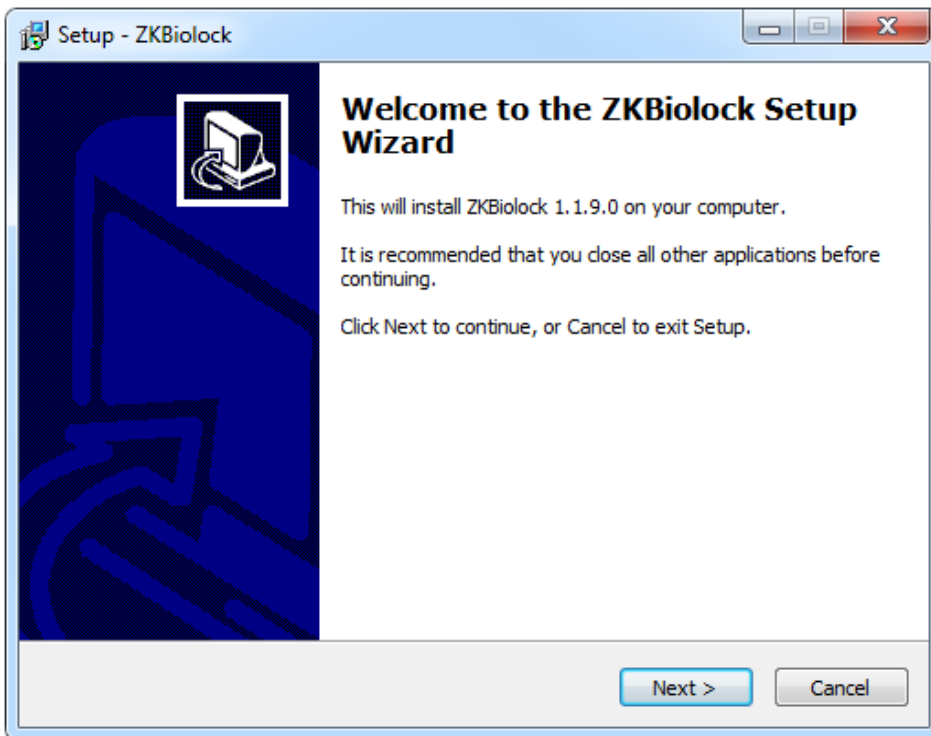 Setup - ZKBiolock
Welcome to the ZKBiolock Setup
Wizard
This will install ZKBiolock 1.1.9.0 on your computer.
It is recommended that you close all other applications before
continuing.
Click Next to continue, or Cancel to exit Setup.
Next >
Cancel